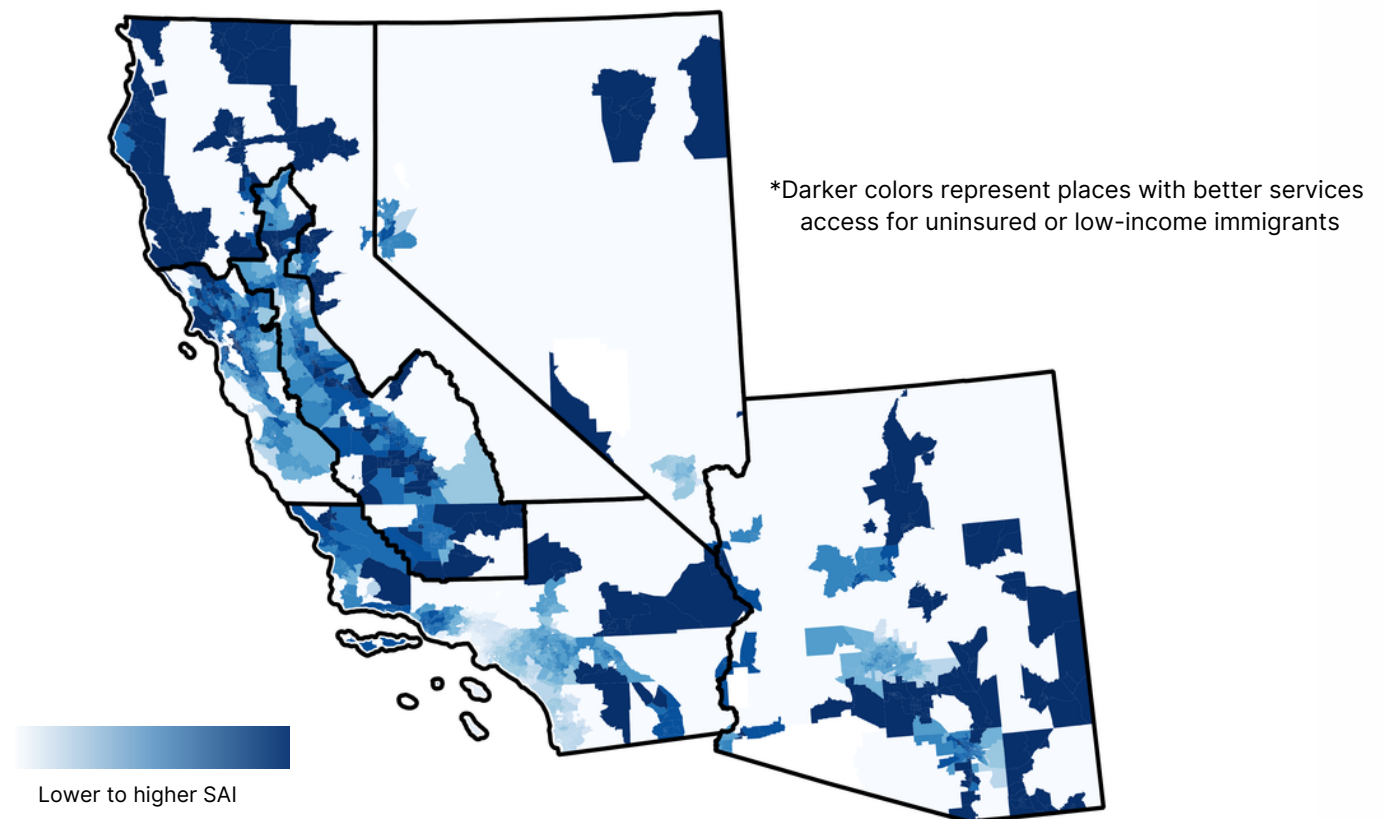 *Darker colors represent places with better services
access for uninsured or low-income immigrants
Lower to higher SAI